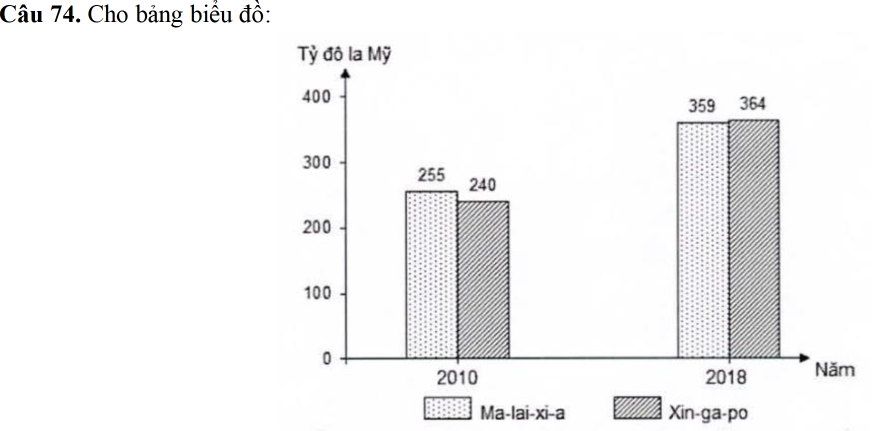 Câu 74. Cho bảng biểu đồ:
Tỷ đô la Mỹ
400
359 364
300
255 240
200
100
0
2010 2018 Năm
Ma-lai-xi-a Xin-ga-po